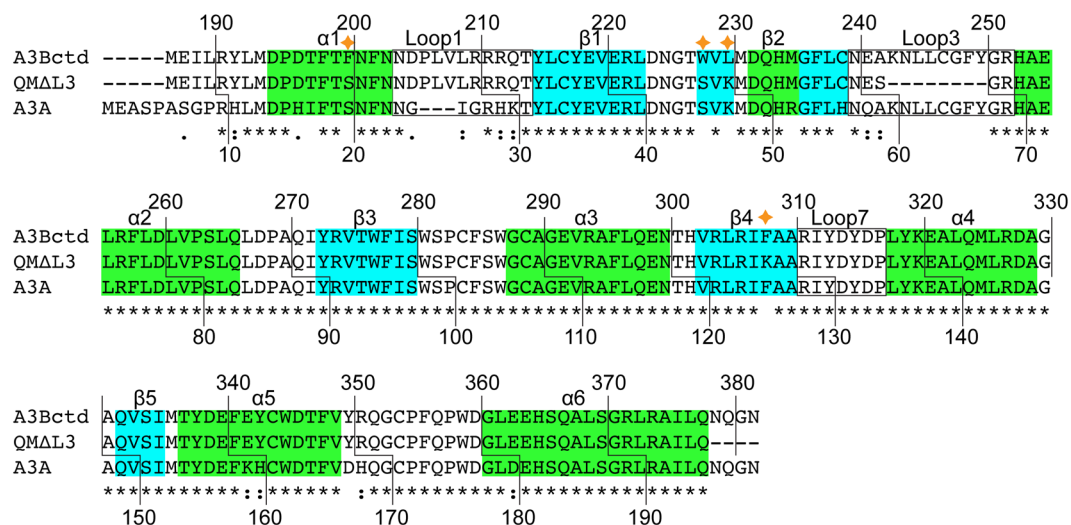 190 200 210 220 230 240 250
α1 Loop1 β1 β2 Loop3
A3Bctd -----MEILRYLMDPDTFTFNFNNDPLVLRRRQTYLCYEVERLDNGTWVLMDQHMGFLCNEAKNLLCGFYGRHAE
QMΔL3 -----MEILRYLMDPDTFTSNFNNDPLVLRRRQTYLCYEVERLDNGTSVKMDQHMGFLCNES--------GRHAE
A3A MEASPASGPRHLMDPHIFTSNFNNG---IGRHKTYLCYEVERLDNGTSVKMDQHRGFLHNQAKNLLCGFYGRHAE
. *:****. ** ****. : *::************** * **** *** *:: *****
10 20 30 40 50 60 70
260 270 280 290 300 310 320 330
α2 β3 α3 β4 Loop7 α4
A3Bctd LRFLDLVPSLQLDPAQIYRVTWFISWSPCFSWGCAGEVRAFLQENTHVRLRIFAARIYDYDPLYKEALQMLRDAG
QMΔL3 LRFLDLVPSLQLDPAQIYRVTWFISWSPCFSWGCAGEVRAFLQENTHVRLRIKAARIYDYDPLYKEALQMLRDAG
A3A LRFLDLVPSLQLDPAQIYRVTWFISWSPCFSWGCAGEVRAFLQENTHVRLRIFAARIYDYDPLYKEALQMLRDAG
**************************************************** **********************
80 90 100 110 120 130 140
340 350 360 370 380
β5 α5 α6
A3Bctd AQVSIMTYDEFEYCWDTFVYRQGCPFQPWDGLEEHSQALSGRLRAILQNQGN
QMΔL3 AQVSIMTYDEFEYCWDTFVYRQGCPFQPWDGLEEHSQALSGRLRAILQ----
A3A AQVSIMTYDEFKHCWDTFVDHQGCPFQPWDGLDEHSQALSGRLRAILQNQGN
***********::****** :***********:***************
150 160 170 180 190